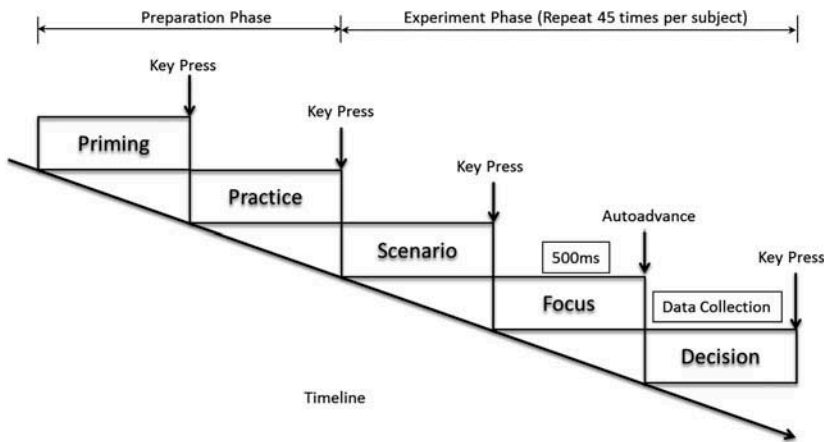 Preparation Phase
Experiment Phase (Repeat 45 times per subject)
Key Press
Priming
Key Press
Practice
Key Press
Scenario
Autoadvance
500ms
Focus
Key Press
Data Collection
Decision
Timeline